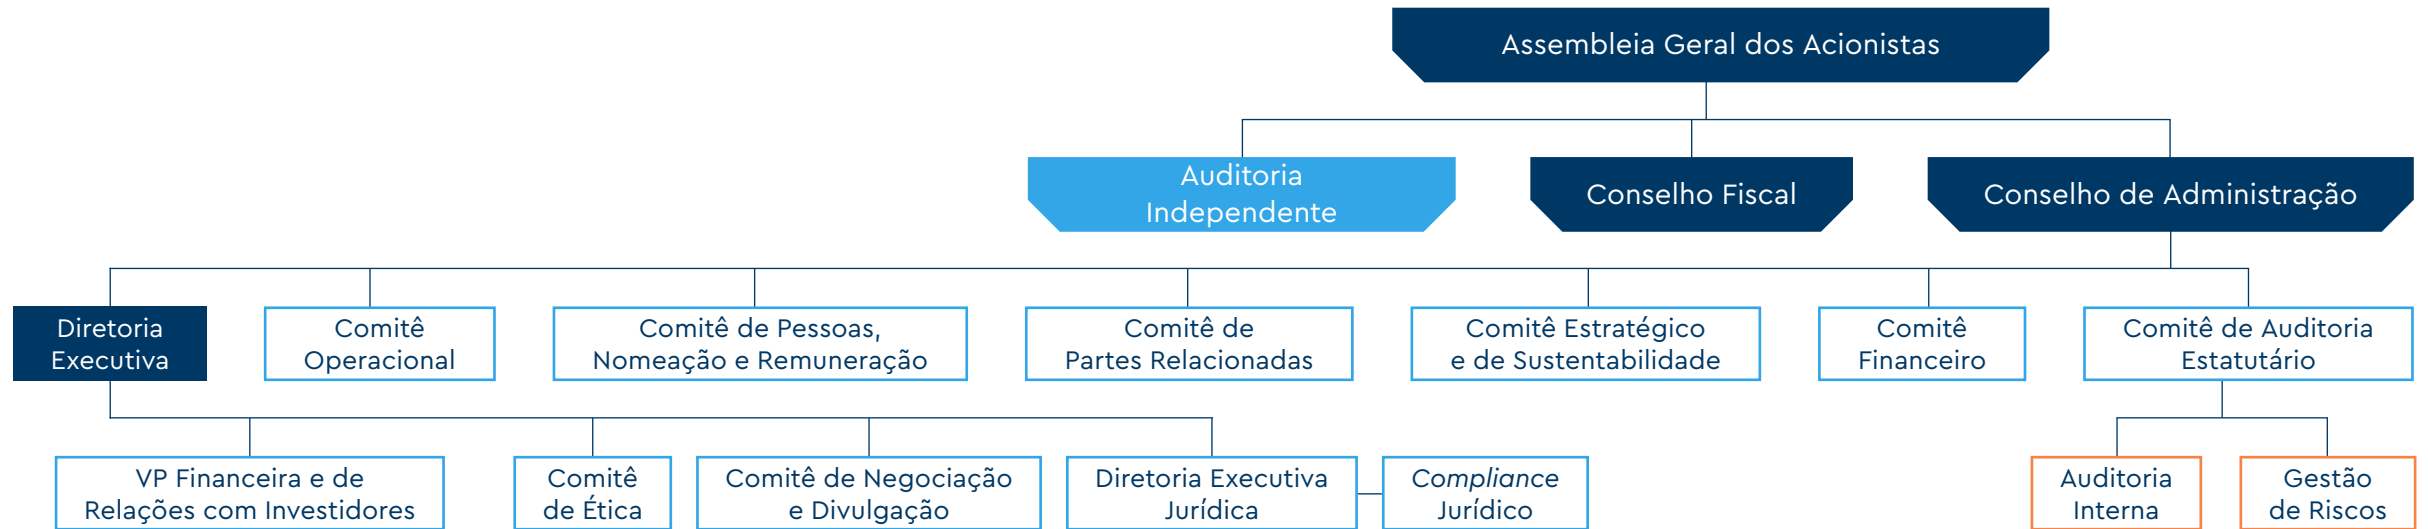 Assembleia Geral dos Acionistas
Auditoria
Independente
Conselho Fiscal
Conselho de Administração
Diretoria
Executiva
Comitê
Operacional
Comitê de Pessoas,
Nomeação e Remuneração
Comitê de
Partes Relacionadas
Comitê Estratégico
e de Sustentabilidade
Comitê
Financeiro
Comitê de Auditoria
Estatutário
VP Financeira e de
Relações com Investidores
Comitê
de Ética
Comitê de Negociação
e Divulgação
Diretoria Executiva
Jurídica
Compliance
Jurídico
Auditoria
Interna
Gestão
de Riscos